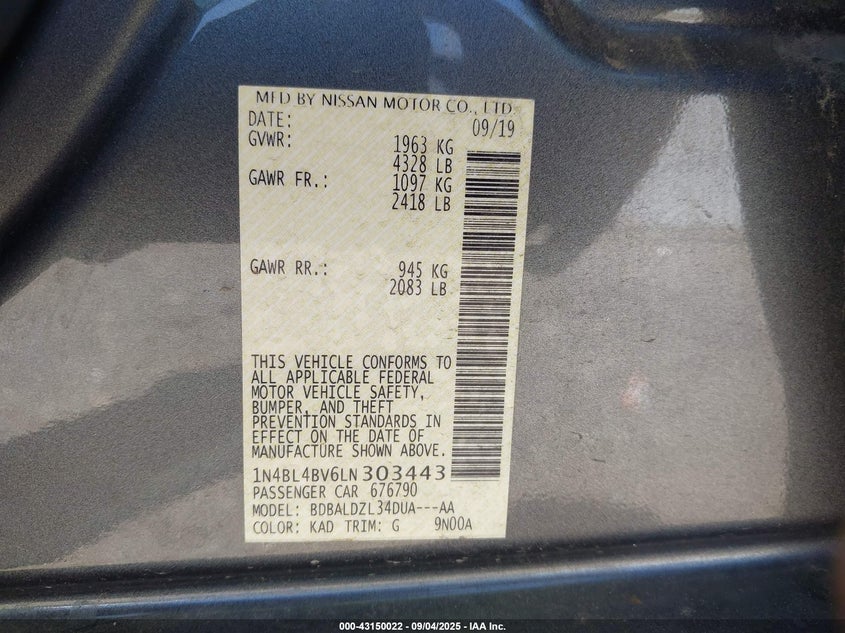 MFD BY NISSAN MOTOR CO., LTD.
DATE: 09/19
GVWR: 1963 KG
4328 LB
GAWR FR.: 1097 KG
2418 LB
GAWR RR.: 945 KG
2083 LB
THIS VEHICLE CONFORMS TO
ALL APPLICABLE FEDERAL
MOTOR VEHICLE SAFETY,
BUMPER, AND THEFT
PREVENTION STANDARDS IN
EFFECT ON THE DATE OF
MANUFACTURE SHOWN ABOVE.
1N4BL4BV6LN303443
PASSENGER CAR 676790
MODEL: BDBALDZL34DUA---AA
COLOR: KAD TRIM: G 9N00A
000-43150022 - 09/04/2025 - IAA Inc.